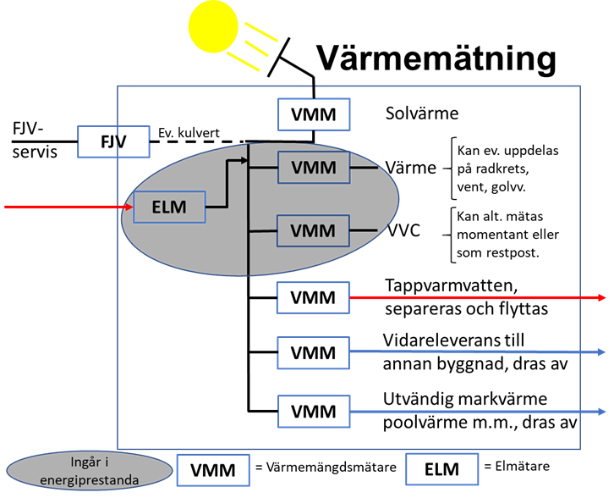 Värmemätning
VMM
Solvärme
FJV-
servis
FJV
Ev. kulvert
VMM
Värme
Kan ev. uppdelas
på radkrets,
vent, golvv.
ELM
VMM
VVC
Kan alt. mätas
momentant eller
som restpost.
VMM
Tappvarmvatten,
separeras och flyttas
VMM
Vidareleverans till
annan byggnad, dras av
VMM
Utvändig markvärme
poolvärme m.m., dras av
Ingår i
energiprestanda
VMM
= Värmemängdsmätare
ELM
= Elmätare